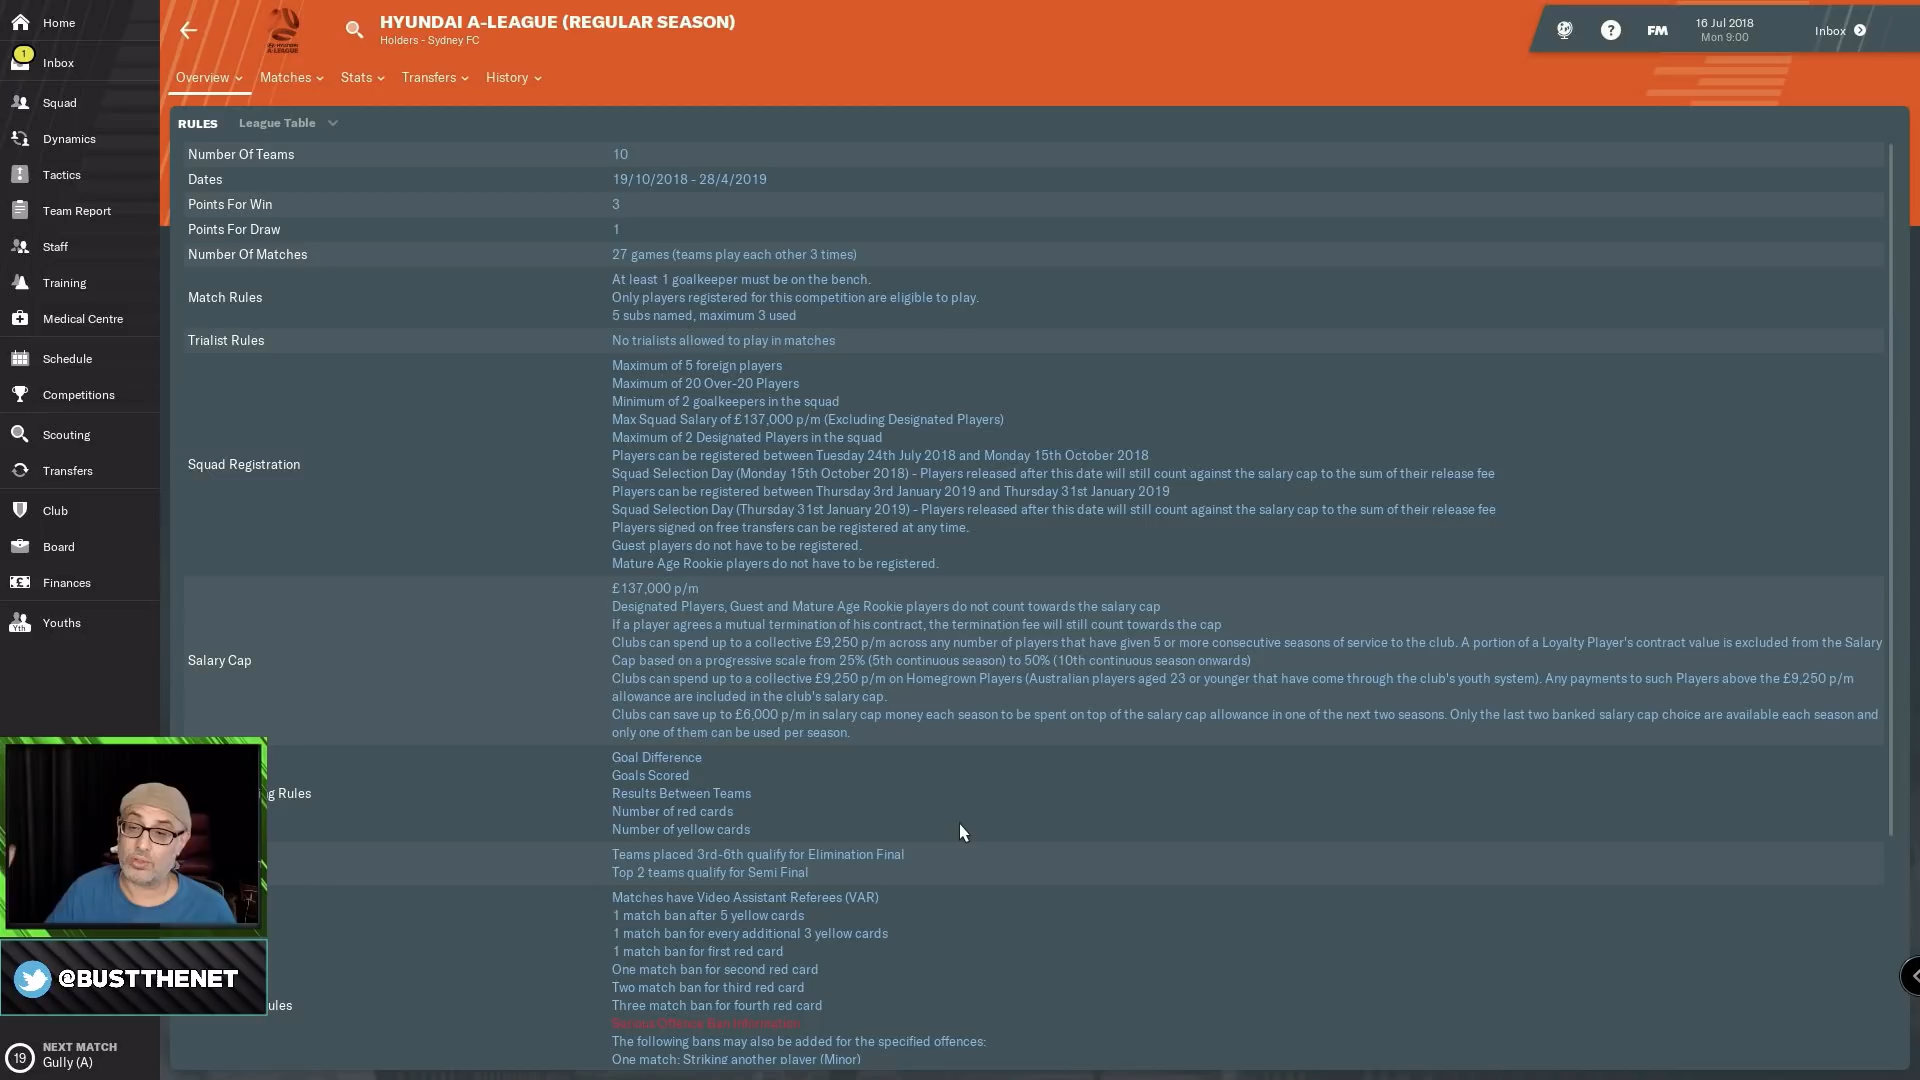 Home
1
Inbox
Squad
Dynamics
Tactics
Team Report
Staff
Training
Medical Centre
Schedule
Competitions
Scouting
Transfers
Club
Board
Finances
Yth
Youths
HYUNDAI A-LEAGUE (REGULAR SEASON)
Holders - Sydney FC
?
FM
16 Jul 2018
Mon 9:00
Inbox
Overview
Matches
Stats
Transfers
History
RULES
League Table
Number Of Teams
10
Dates
19/10/2018 - 28/4/2019
Points For Win
3
Points For Draw
1
Number Of Matches
27 games (teams play each other 3 times)
Match Rules
At least 1 goalkeeper must be on the bench.
Only players registered for this competition are eligible to play.
5 subs named, maximum 3 used
Trialist Rules
No trialists allowed to play in matches
Squad Registration
Maximum of 5 foreign players
Maximum of 20 Over-20 Players
Minimum of 2 goalkeepers in the squad
Max Squad Salary of £137,000 p/m (Excluding Designated Players)
Maximum of 2 Designated Players in the squad
Players can be registered between Tuesday 24th July 2018 and Monday 15th October 2018
Squad Selection Day (Monday 15th October 2018) - Players released after this date will still count against the salary cap to the sum of their release fee
Players can be registered between Thursday 3rd January 2019 and Thursday 31st January 2019
Squad Selection Day (Thursday 31st January 2019) - Players released after this date will still count against the salary cap to the sum of their release fee
Players signed on free transfers can be registered at any time.
Guest players do not have to be registered.
Mature Age Rookie players do not have to be registered.
Salary Cap
£137,000 p/m
Designated Players, Guest and Mature Age Rookie players do not count towards the salary cap
If a player agrees a mutual termination of his contract, the termination fee will still count towards the cap
Clubs can spend up to a collective £9,250 p/m across any number of players that have given 5 or more consecutive seasons of service to the club. A portion of a Loyalty Player's contract value is excluded from the Salary
Cap based on a progressive scale from 25% (5th continuous season) to 50% (10th continuous season onwards)
Clubs can spend up to a collective £9,250 p/m on Homegrown Players (Australian players aged 23 or younger that have come through the club's youth system). Any payments to such Players above the £9,250 p/m
allowance are included in the club's salary cap.
Clubs can save up to £6,000 p/m in salary cap money each season to be spent on top of the salary cap allowance in one of the next two seasons. Only the last two banked salary cap choice are available each season and
only one of them can be used per season.
g Rules
Goal Difference
Goals Scored
Results Between Teams
Number of red cards
Number of yellow cards
Teams placed 3rd-6th qualify for Elimination Final
Top 2 teams qualify for Semi Final
ules
Matches have Video Assistant Referees (VAR)
1 match ban after 5 yellow cards
1 match ban for every additional 3 yellow cards
1 match ban for first red card
One match ban for second red card
Two match ban for third red card
Three match ban for fourth red card
Serious Offence Ban Information
The following bans may also be added for the specified offences:
One match: Striking another player (Minor)
@BUSTTHENET
19
NEXT MATCH
Gully (A)